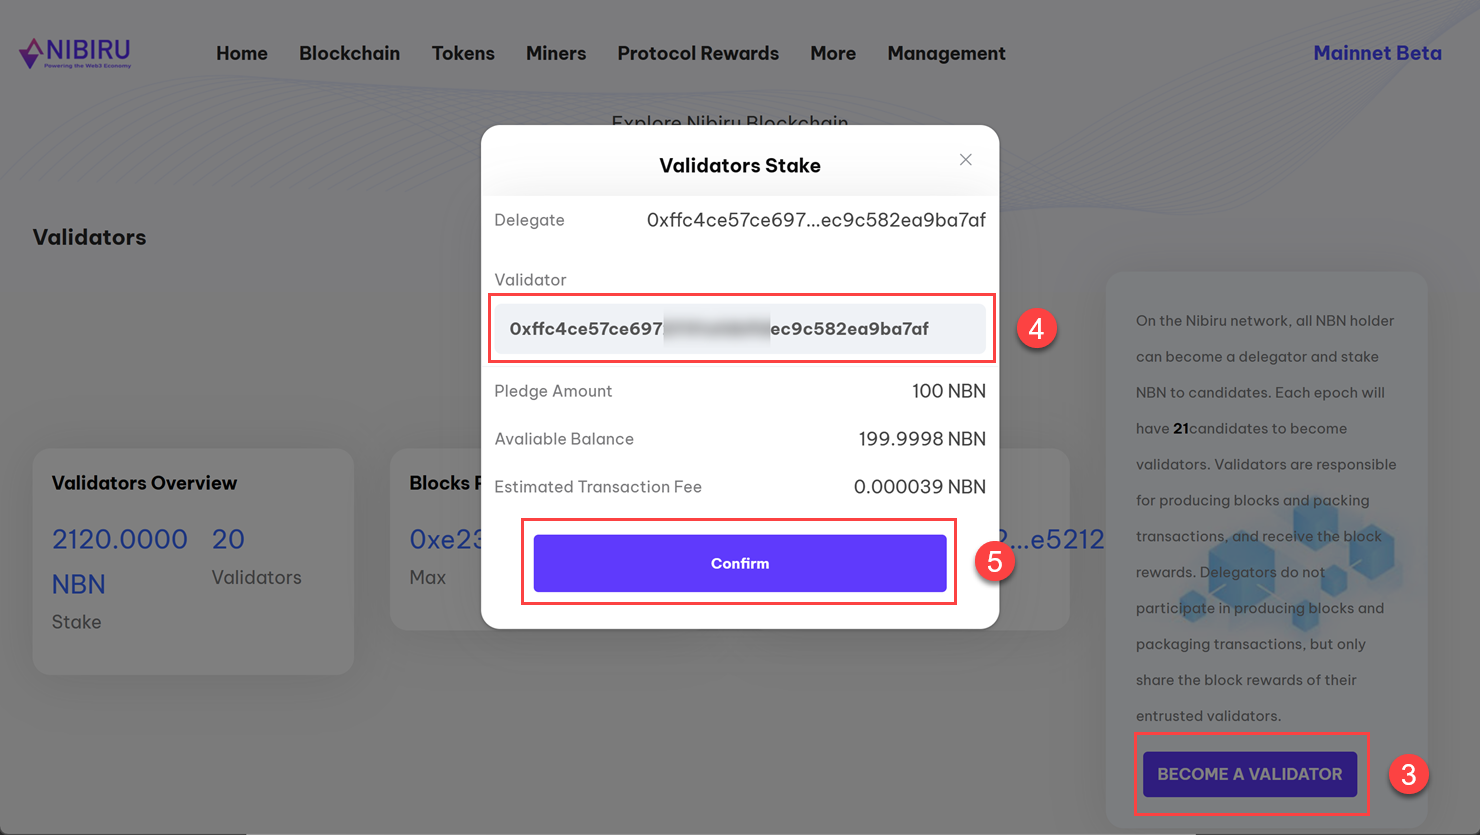 NIBIRU
Powering the Web3 Economy
Home Blockchain Tokens Miners Protocol Rewards More Management Mainnet Beta
Explore Nibiru Blockchain
Validators
Validators Stake
Delegate 0xffc4ce57ce697...ec9c582ea9ba7af
Validator
0xffc4ce57ce697 ec9c582ea9ba7af
4
Pledge Amount 100 NBN
Avaliable Balance 199.9998 NBN
Estimated Transaction Fee 0.000039 NBN
Confirm
5
Validators Overview
2120.0000 20
NBN Validators
Stake
Blocks
0xe23 ...e5212
Max
On the Nibiru network, all NBN holder
can become a delegator and stake
NBN to candidates. Each epoch will
have 21candidates to become
validators. Validators are responsible
for producing blocks and packing
transactions, and receive the block
rewards. Delegators do not
participate in producing blocks and
packaging transactions, but only
share the block rewards of their
entrusted validators.
BECOME A VALIDATOR
3